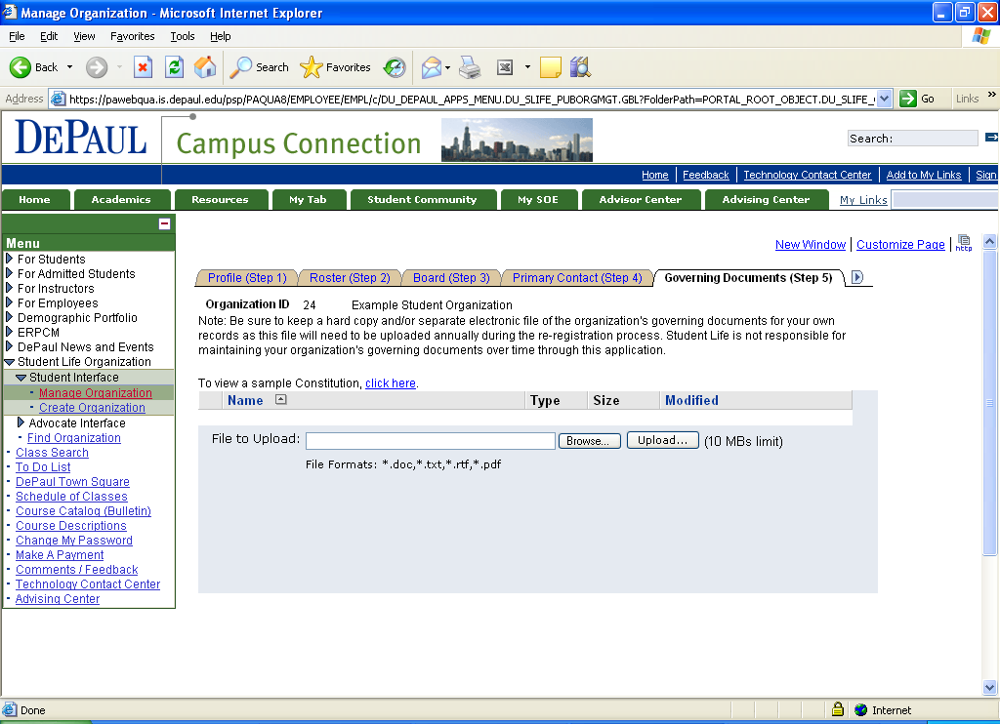 Manage Organization - Microsoft Internet Explorer
File Edit View Favorites Tools Help
Back Search Favorites
Address https://pawebqua.is.depaul.edu/psp/PAQUA8/EMPLOYEE/EMPL/c/DU_DEPAUL_APPS_MENU.DU_SLIFE_PUBORGMGT.GBL?FolderPath=PORTAL_ROOT_OBJECT.DU_SLIFE_ Go Links »
DEPAUL Campus Connection Search:
Home Feedback Technology Contact Center Add to My Links Sign
Home Academics Resources My Tab Student Community My SOE Advisor Center Advising Center My Links
Menu
For Students
For Admitted Students
For Instructors
For Employees
Demographic Portfolio
ERPCM
DePaul News and Events
Student Life Organization
Student Interface
- Manage Organization
- Create Organization
Advocate Interface
- Find Organization
- Class Search
- To Do List
- DePaul Town Square
- Schedule of Classes
- Course Catalog (Bulletin)
- Course Descriptions
- Change My Password
- Make A Payment
- Comments / Feedback
- Technology Contact Center
- Advising Center
New Window | Customize Page | http
Profile (Step 1) Roster (Step 2) Board (Step 3) Primary Contact (Step 4) Governing Documents (Step 5)
Organization ID 24 Example Student Organization
Note: Be sure to keep a hard copy and/or separate electronic file of the organization's governing documents for your own
records as this file will need to be uploaded annually during the re-registration process. Student Life is not responsible for
maintaining your organization's governing documents over time through this application.
To view a sample Constitution, click here.
Name Type Size Modified
File to Upload: Browse... Upload... (10 MBs limit)
File Formats: *.doc,*.txt,*.rtf,*.pdf
Done Internet